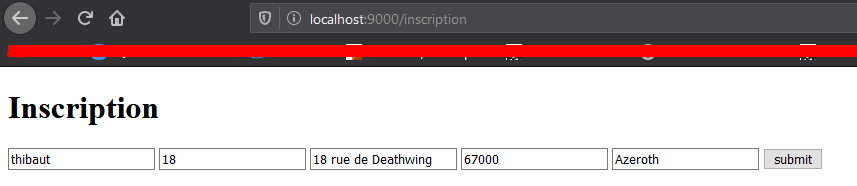 localhost:9000/inscription
Inscription
thibaut 18 18 rue de Deathwing 67000 Azeroth submit